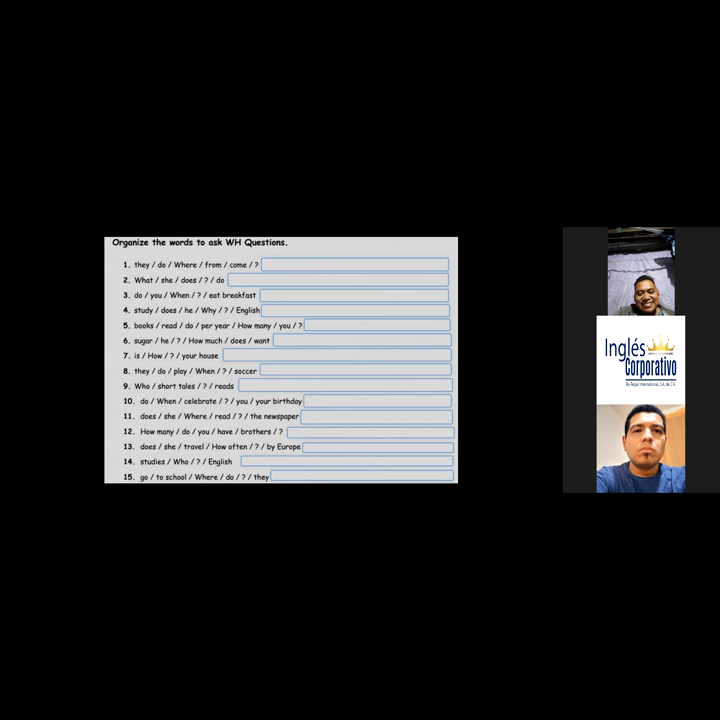 Organize the words to ask WH Questions.
1. they / do / Where / from / come / ?
2. What / she / does / ? / do
3. do / you / When / ? / eat breakfast
4. study / does / he / Why / ? / English
5. books / read / do / per year / How many / you / ?
6. sugar / he / ? / How much / does / want
7. is / How / ? / your house
8. they / do / play / When / ? / soccer
9. Who / short tales / ? / reads
10. do / When / celebrate / ? / you / your birthday
11. does / she / Where / read / ? / the newspaper
12. How many / do / you / have / brothers / ?
13. does / she / travel / How often / ? / by Europe
14. studies / Who / ? / English
15. go / to school / Where / do / ? / they
Inglés
Corporativo
By Regal International, S.A. de C.V.